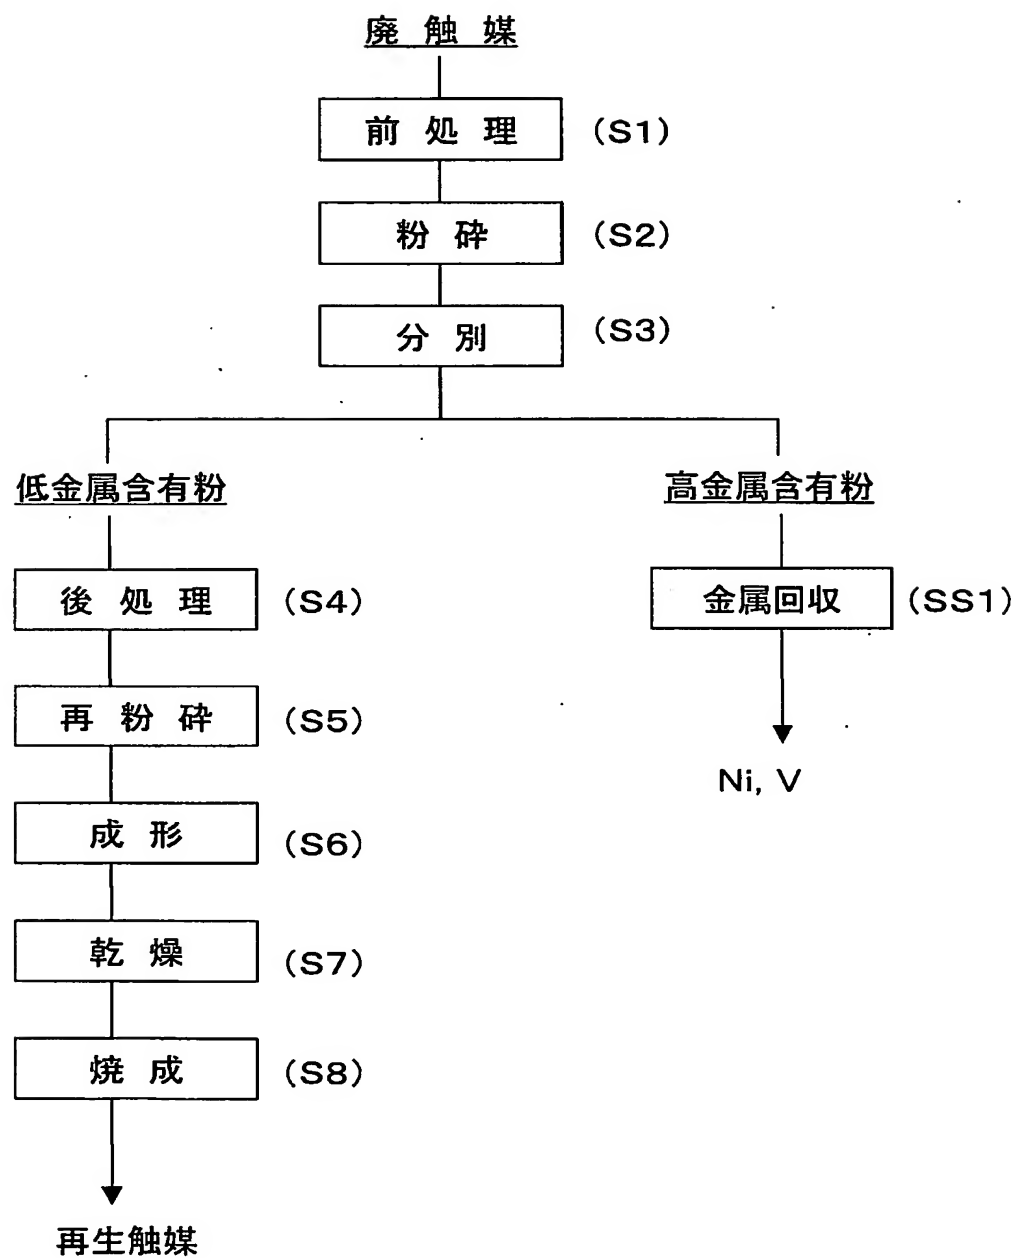 廃触媒
前処理 (S1)
粉砕 (S2)
分別 (S3)
低金属含有粉
高金属含有粉
後処理 (S4)
金属回収 (SS1)
再粉砕 (S5)
Ni, V
成形 (S6)
乾燥 (S7)
焼成 (S8)
再生触媒